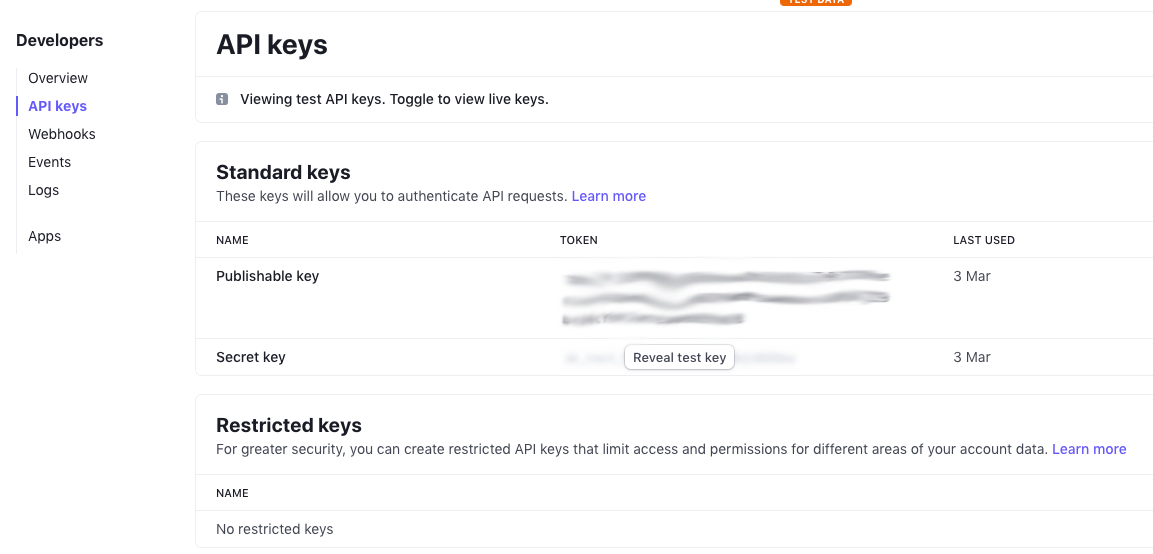 TEST DATA
Developers
Overview
API keys
Webhooks
Events
Logs
Apps
API keys
Viewing test API keys. Toggle to view live keys.
Standard keys
These keys will allow you to authenticate API requests. Learn more
NAME TOKEN LAST USED
Publishable key 3 Mar
Secret key Reveal test key 3 Mar
Restricted keys
For greater security, you can create restricted API keys that limit access and permissions for different areas of your account data. Learn more
NAME
No restricted keys